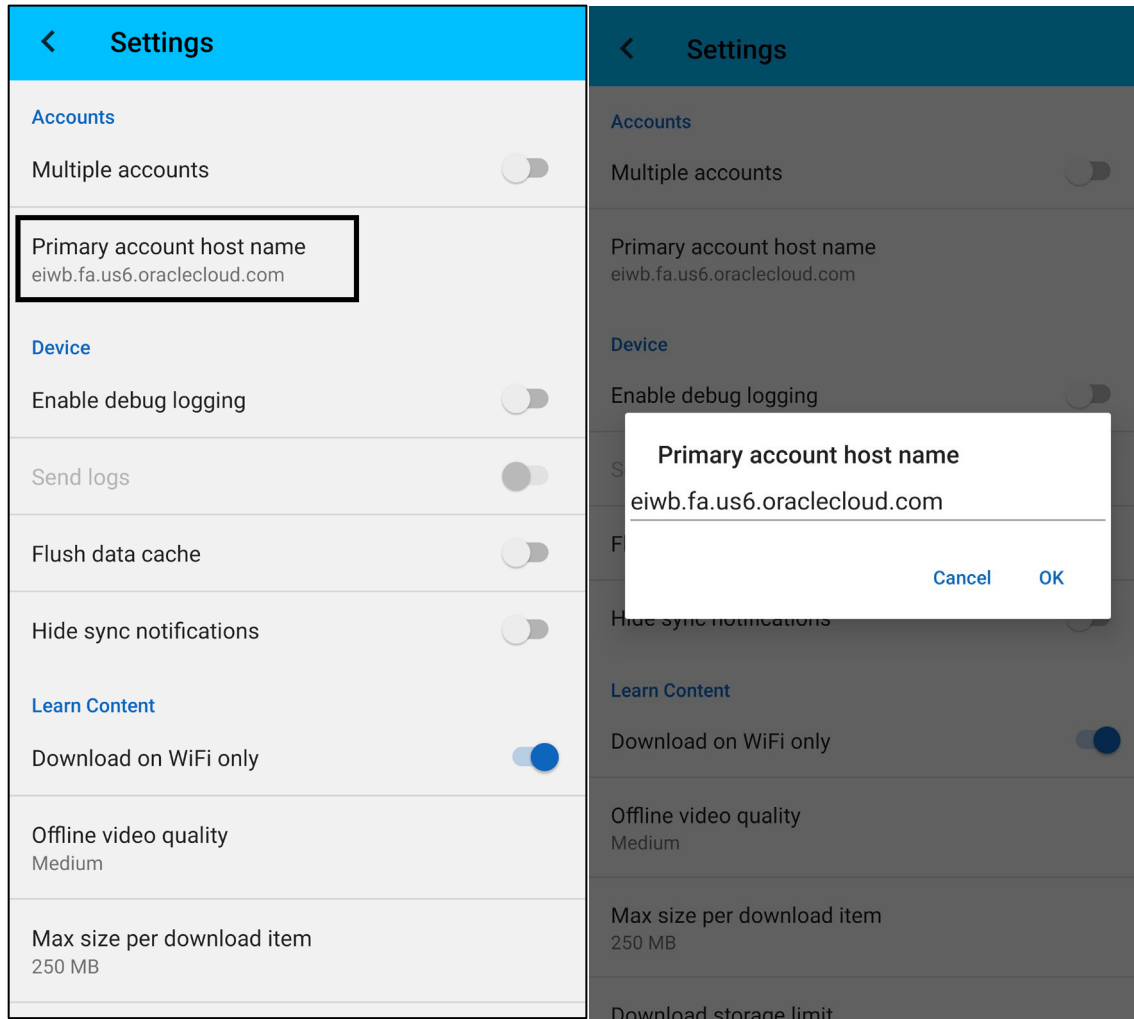 Settings
Accounts
Multiple accounts
Primary account host name
eiwb.fa.us6.oraclecloud.com
Device
Enable debug logging
Send logs
Flush data cache
Hide sync notifications
Learn Content
Download on WiFi only
Offline video quality
Medium
Max size per download item
250 MB
Settings
Accounts
Multiple accounts
Primary account host name
eiwb.fa.us6.oraclecloud.com
Device
Enable debug logging
Primary account host name
S
eiwb.fa.us6.oraclecloud.com
Fl
Cancel OK
Hide sync notifications
Learn Content
Download on WiFi only
Offline video quality
Medium
Max size per download item
250 MB
Download storage limit